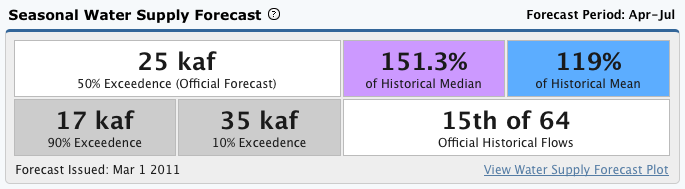 Seasonal Water Supply Forecast ?
Forecast Period: Apr-Jul
25 kaf
50% Exceedence (Official Forecast)
151.3%
of Historical Median
119%
of Historical Mean
17 kaf
90% Exceedence
35 kaf
10% Exceedence
15th of 64
Official Historical Flows
Forecast Issued: Mar 1 2011
View Water Supply Forecast Plot